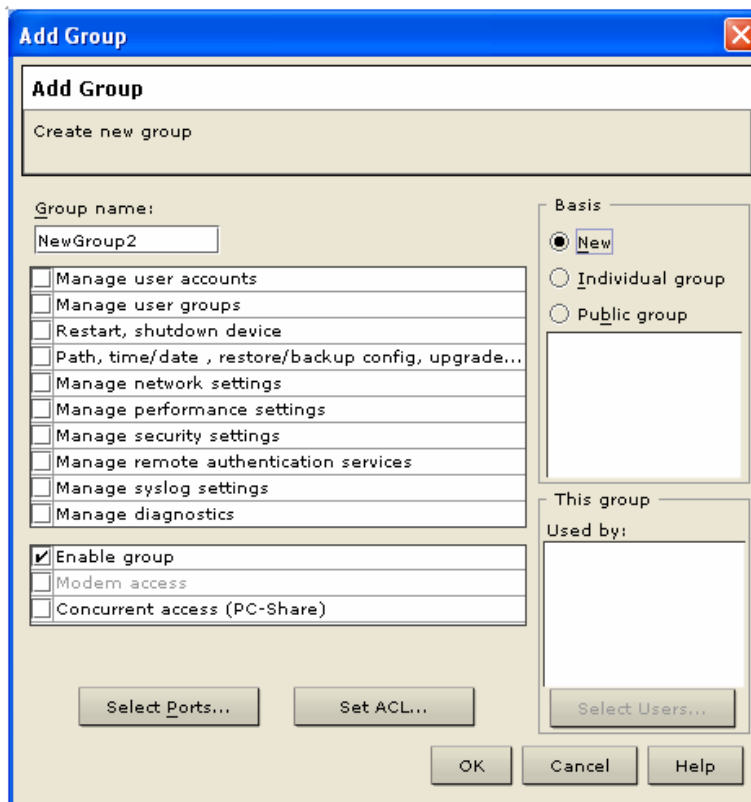 Add Group
Add Group
Create new group
Group name:
NewGroup2
Manage user accounts
Manage user groups
Restart, shutdown device
Path, time/date , restore/backup config, upgrade...
Manage network settings
Manage performance settings
Manage security settings
Manage remote authentication services
Manage syslog settings
Manage diagnostics
Enable group
Modem access
Concurrent access (PC-Share)
Select Ports...
Set ACL...
Basis
New
Individual group
Public group
This group
Used by:
Select Users...
OK
Cancel
Help